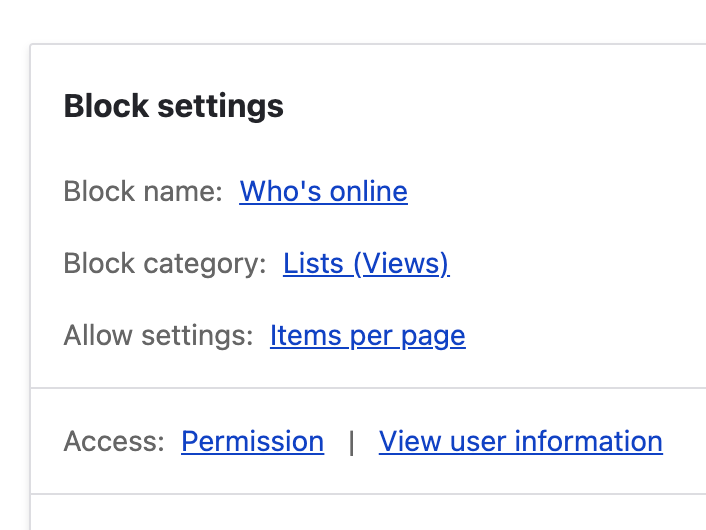 Block settings
Block name: Who's online
Block category: Lists (Views)
Allow settings: Items per page
Access: Permission | View user information